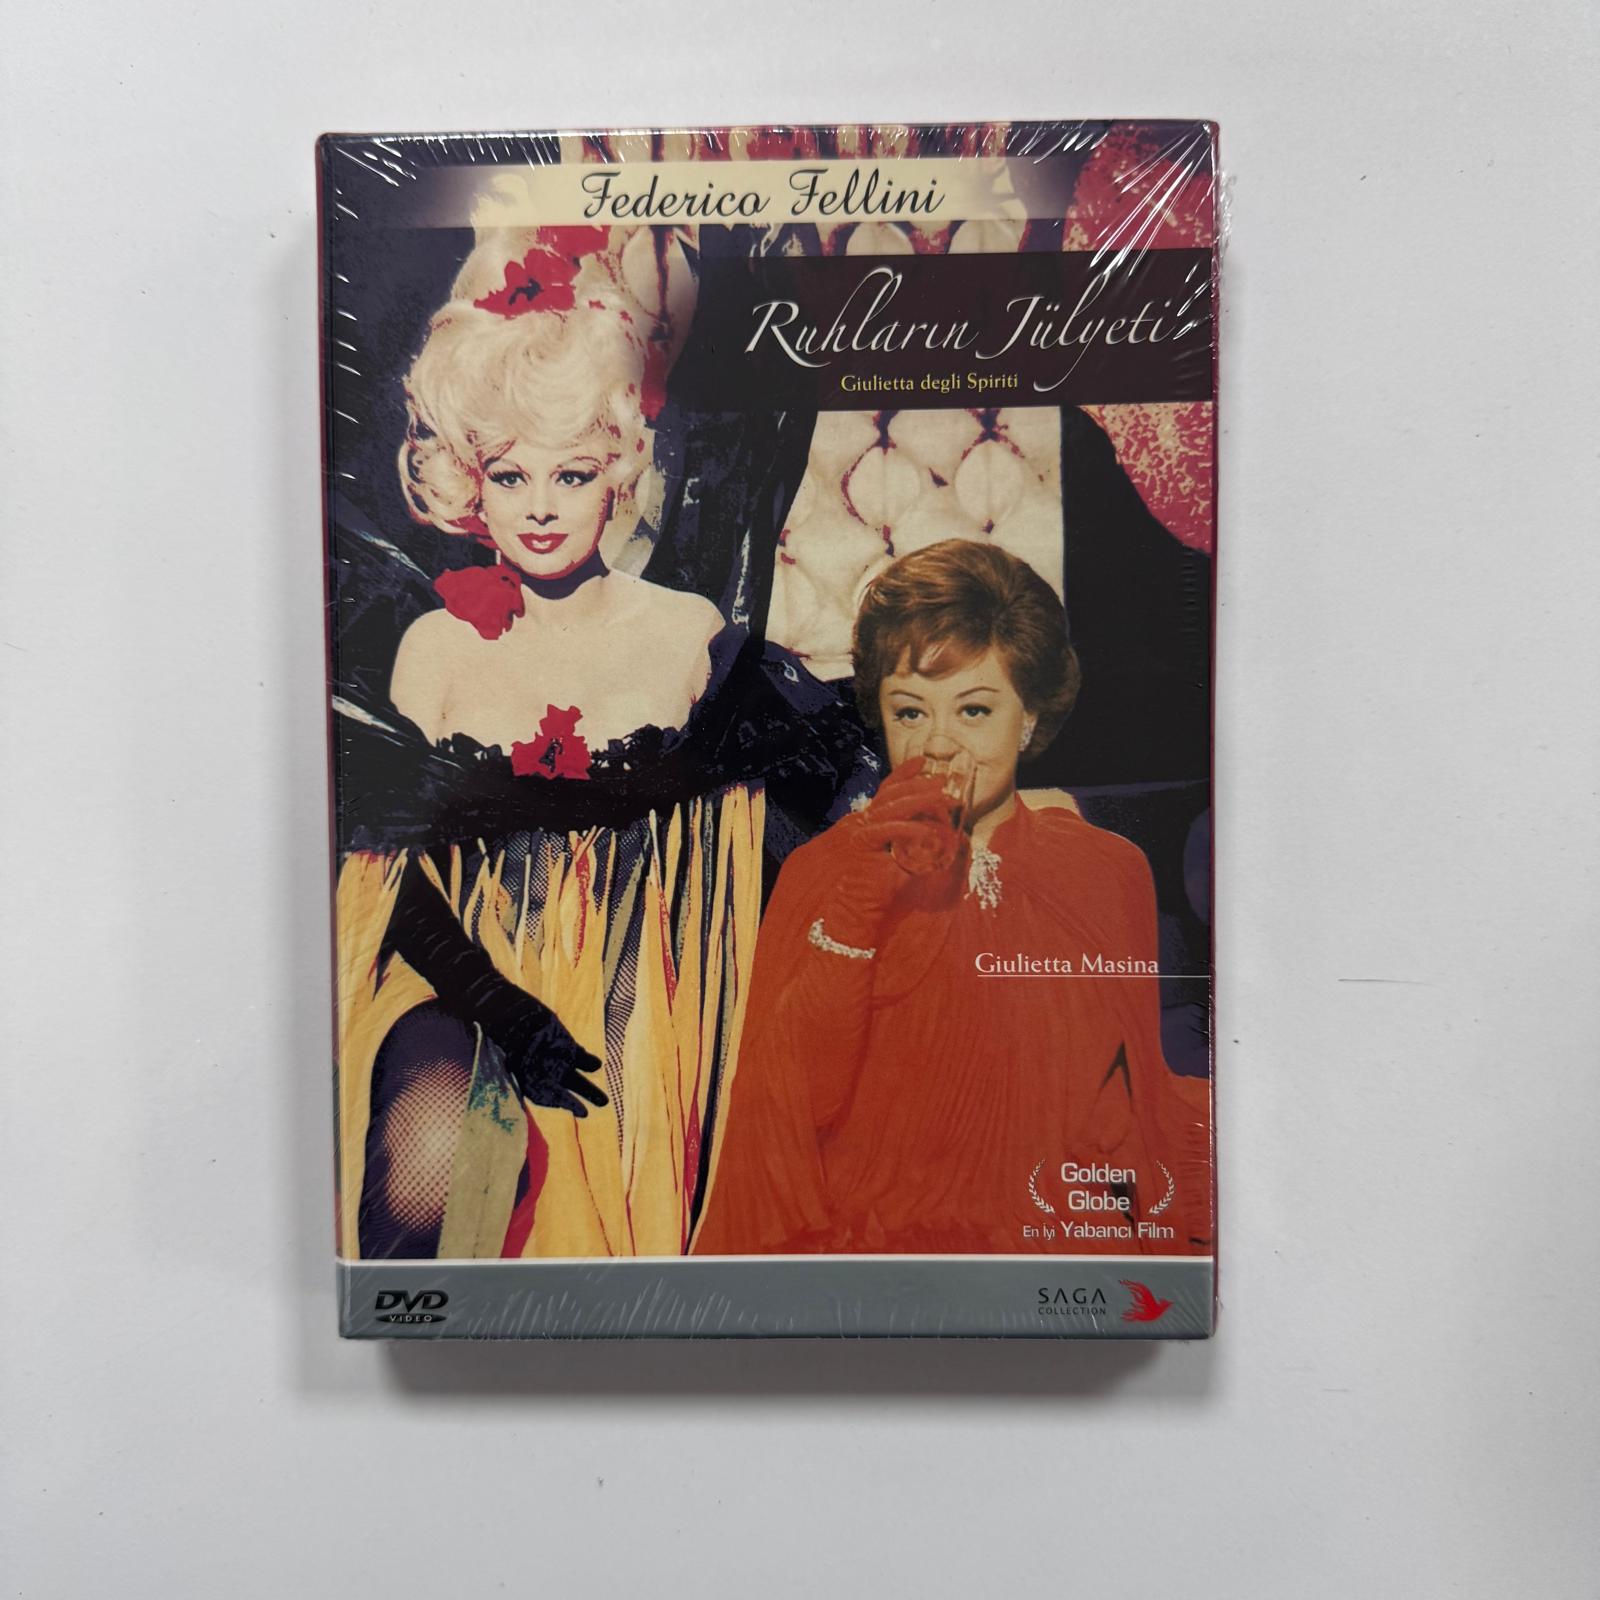 Federico Fellini
Ruhların Jülyeti
Giulietta degli Spiriti
Giulietta Masina
Golden
Globe
En İyi Yabancı Film
DVD
VIDEO
SAGA
COLLECTION